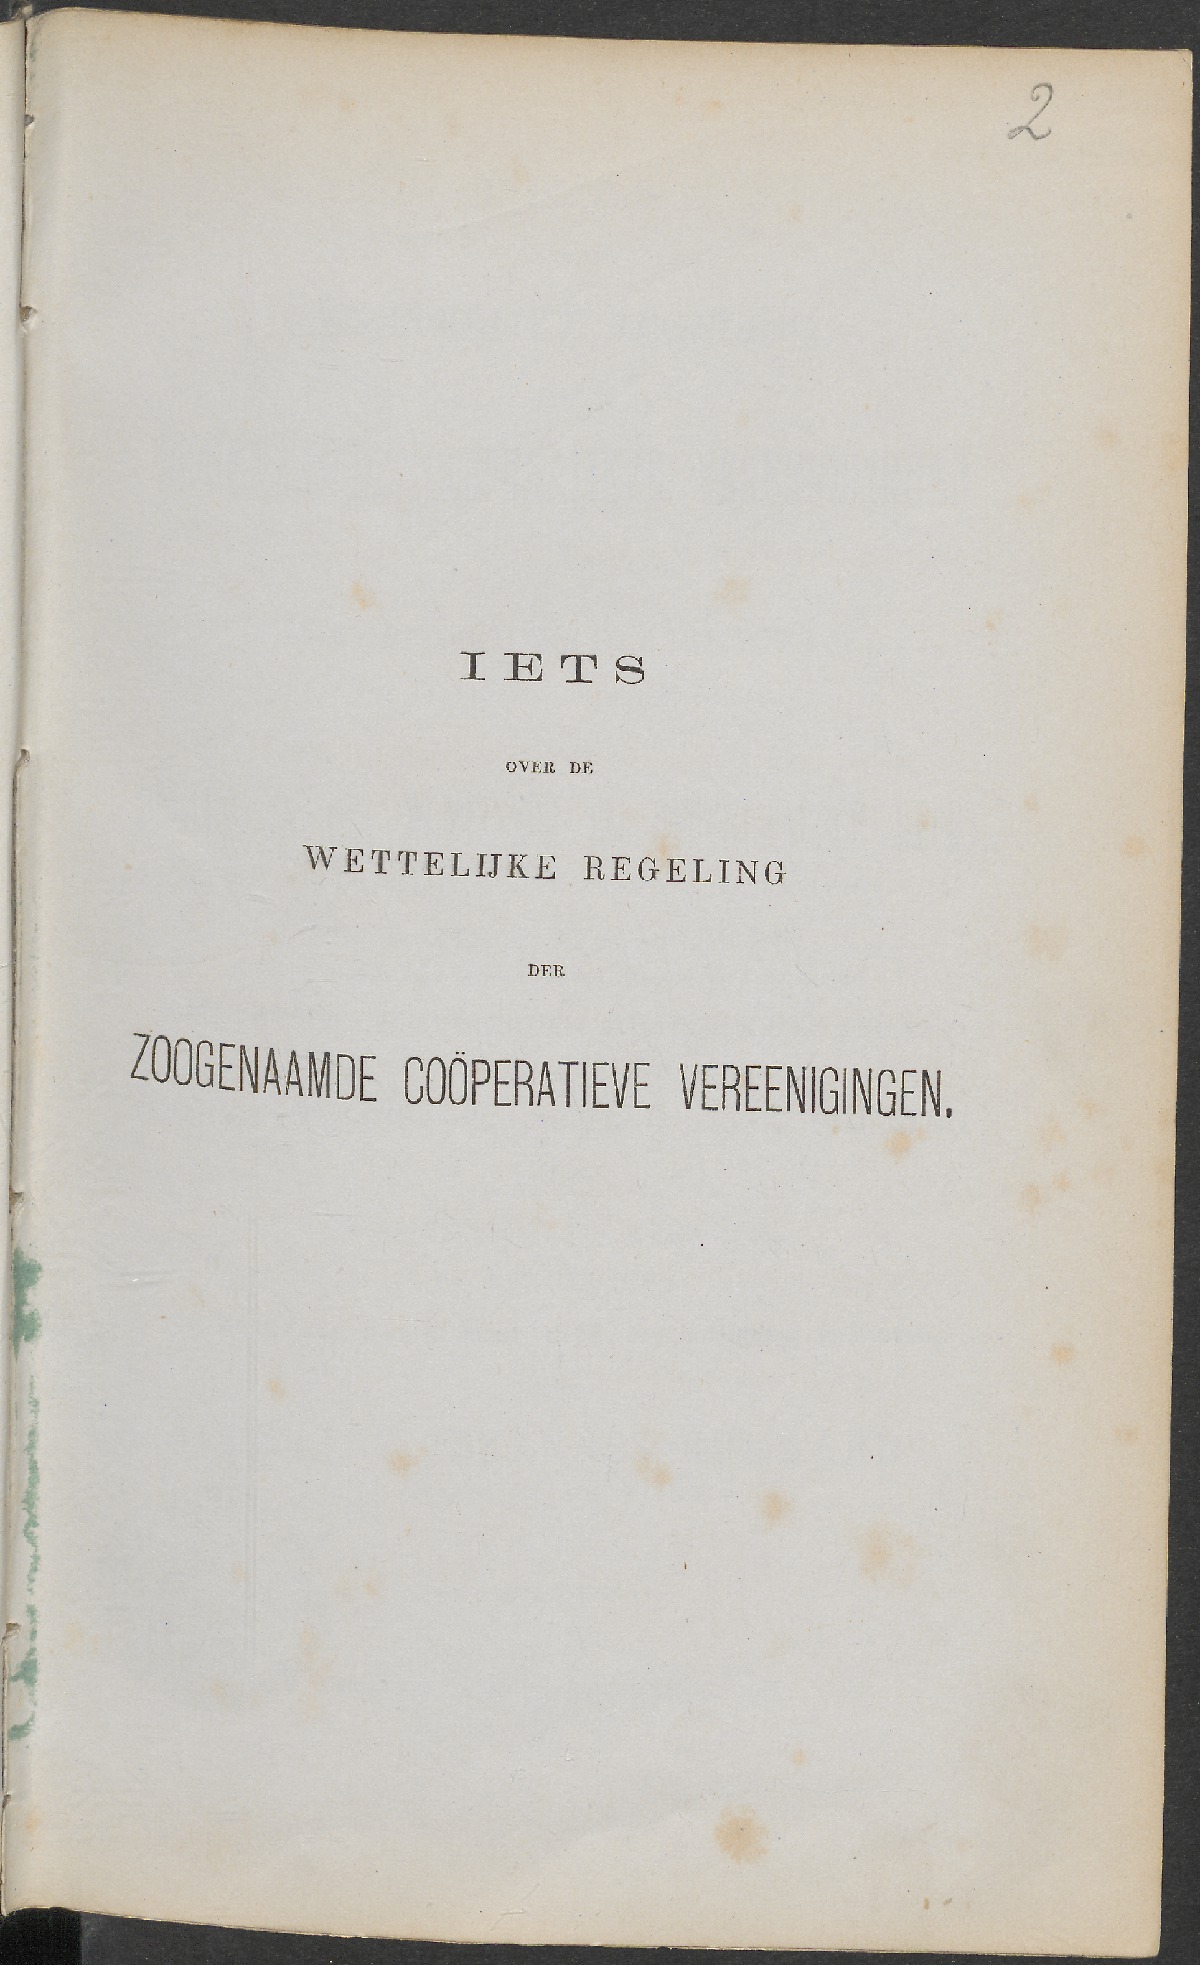 2
IETS
OVER DE
WETTELIJKE REGELING
DER
ZOOGENAAMDE COÖPERATIEVE VEREENIGINGEN.